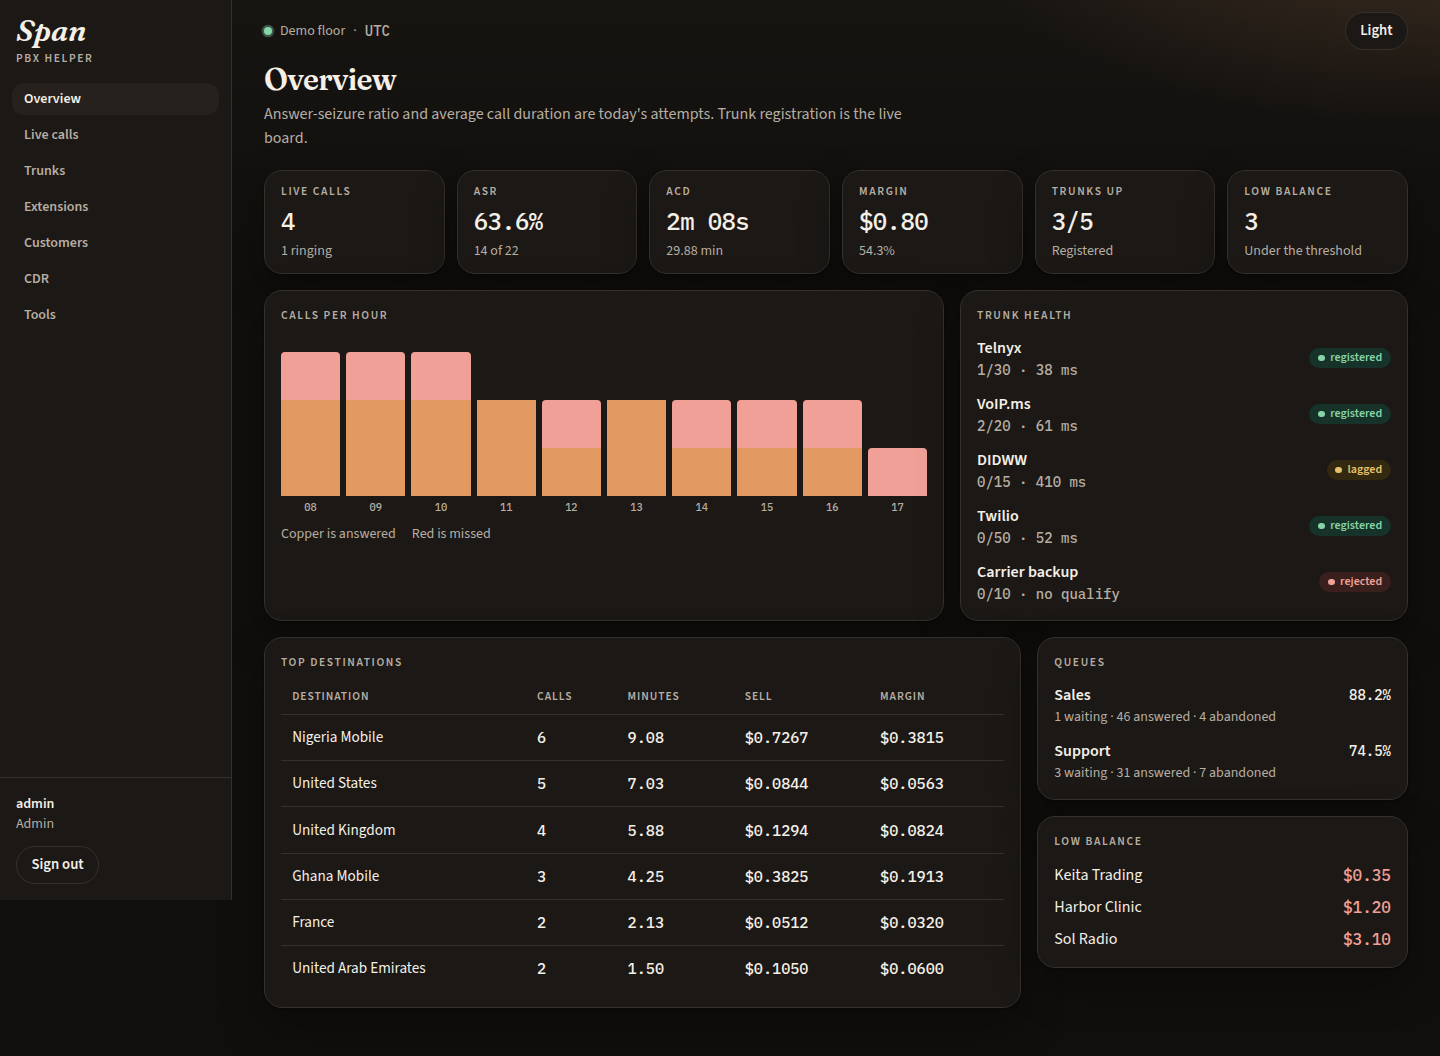 Span
PBX HELPER
Overview
Live calls
Trunks
Extensions
Customers
CDR
Tools
admin
Admin
Sign out
Demo floor · UTC
Light
Overview
Answer-seizure ratio and average call duration are today's attempts. Trunk registration is the live
board.
LIVE CALLS
4
1 ringing
ASR
63.6%
14 of 22
ACD
2m 08s
29.88 min
MARGIN
$0.80
54.3%
TRUNKS UP
3/5
Registered
LOW BALANCE
3
Under the threshold
CALLS PER HOUR
08 09 10 11 12 13 14 15 16 17
Copper is answered Red is missed
TRUNK HEALTH
Telnyx
1/30 · 38 ms
registered
VoIP.ms
2/20 · 61 ms
registered
DIDWW
0/15 · 410 ms
lagged
Twilio
0/50 · 52 ms
registered
Carrier backup
0/10 · no qualify
rejected
TOP DESTINATIONS
DESTINATION CALLS MINUTES SELL MARGIN
Nigeria Mobile 6 9.08 $0.7267 $0.3815
United States 5 7.03 $0.0844 $0.0563
United Kingdom 4 5.88 $0.1294 $0.0824
Ghana Mobile 3 4.25 $0.3825 $0.1913
France 2 2.13 $0.0512 $0.0320
United Arab Emirates 2 1.50 $0.1050 $0.0600
QUEUES
Sales 88.2%
1 waiting · 46 answered · 4 abandoned
Support 74.5%
3 waiting · 31 answered · 7 abandoned
LOW BALANCE
Keita Trading $0.35
Harbor Clinic $1.20
Sol Radio $3.10